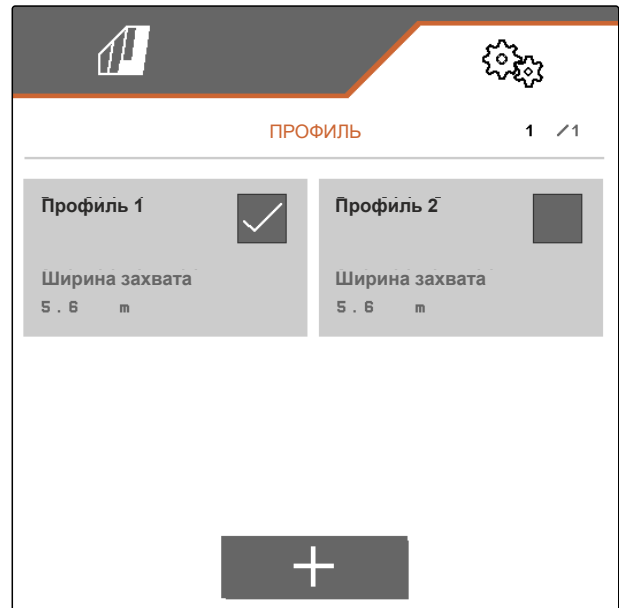 ПРОФИЛЬ 1 /1
Профиль 1 Профиль 2
Ширина захвата Ширина захвата
5.6 m 5.6 m